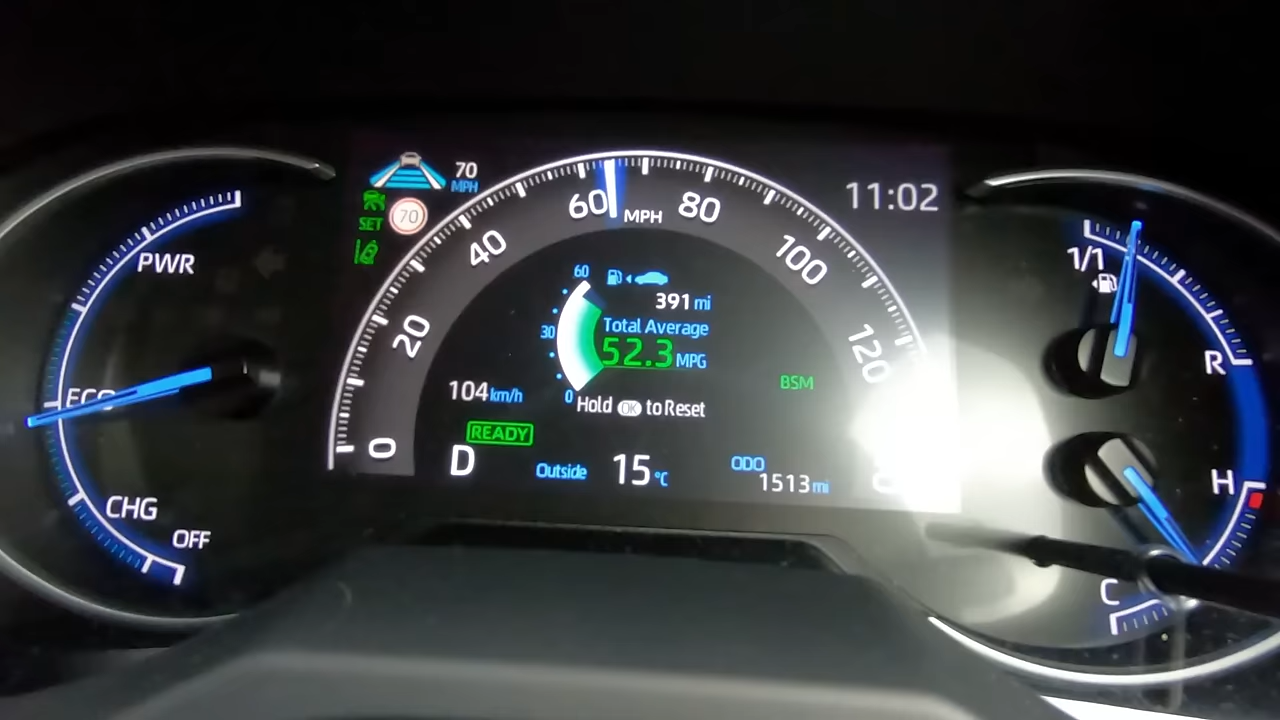 PWR
ECO
CHG
OFF
70
MPH
SET
70
0
20
40
60
MPH
80
100
120
11:02
60
30
0
391 mi
Total Average
52.3 MPG
Hold OK to Reset
104 km/h
READY
D
Outside 15 °C
BSM
ODO
1513 mi
1/1
R
H
C